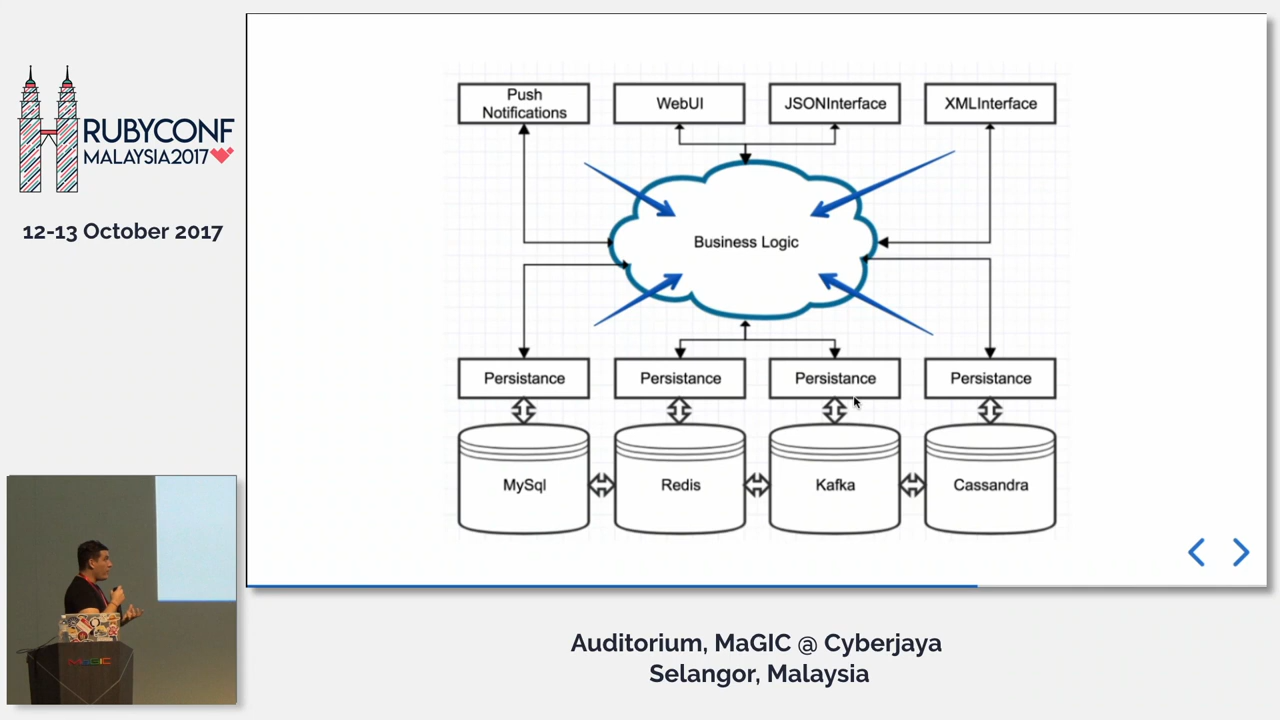 RUBYCONF
MALAYSIA2017
12-13 October 2017
Push
Notifications
WebUI
JSONInterface
XMLInterface
Business Logic
Persistance
Persistance
Persistance
Persistance
MySql
Redis
Kafka
Cassandra
MaGIC
Auditorium, MaGIC @ Cyberjaya
Selangor, Malaysia